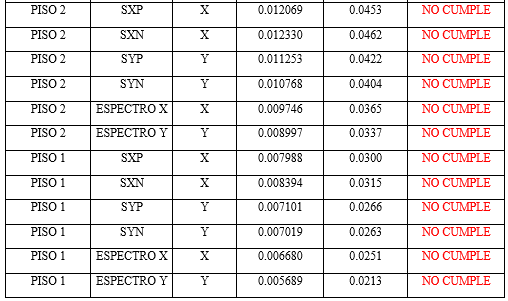 PISO 2 SXP X 0.012069 0.0453 NO CUMPLE
PISO 2 SXN X 0.012330 0.0462 NO CUMPLE
PISO 2 SYP Y 0.011253 0.0422 NO CUMPLE
PISO 2 SYN Y 0.010768 0.0404 NO CUMPLE
PISO 2 ESPECTRO X X 0.009746 0.0365 NO CUMPLE
PISO 2 ESPECTRO Y Y 0.008997 0.0337 NO CUMPLE
PISO 1 SXP X 0.007988 0.0300 NO CUMPLE
PISO 1 SXN X 0.008394 0.0315 NO CUMPLE
PISO 1 SYP Y 0.007101 0.0266 NO CUMPLE
PISO 1 SYN Y 0.007019 0.0263 NO CUMPLE
PISO 1 ESPECTRO X X 0.006680 0.0251 NO CUMPLE
PISO 1 ESPECTRO Y Y 0.005689 0.0213 NO CUMPLE